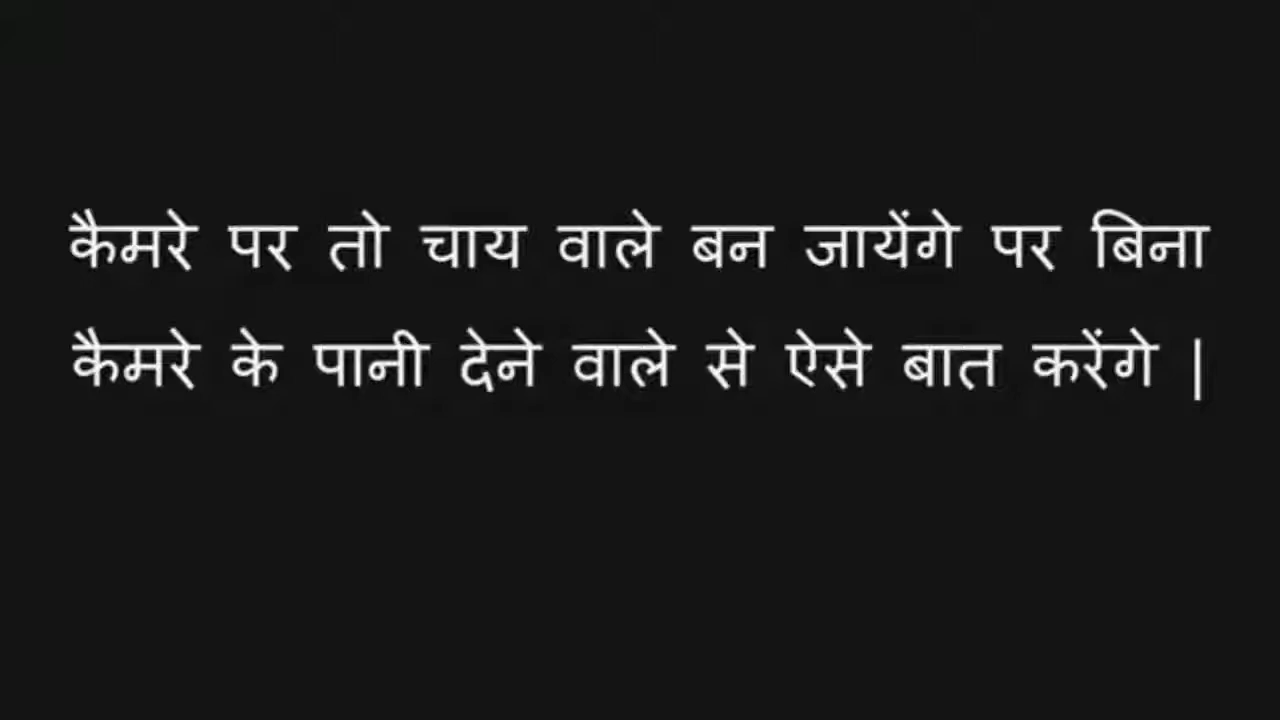 कैमरे पर तो चाय वाले बन जायेंगे पर बिना
कैमरे के पानी देने वाले से ऐसे बात करेंगे |